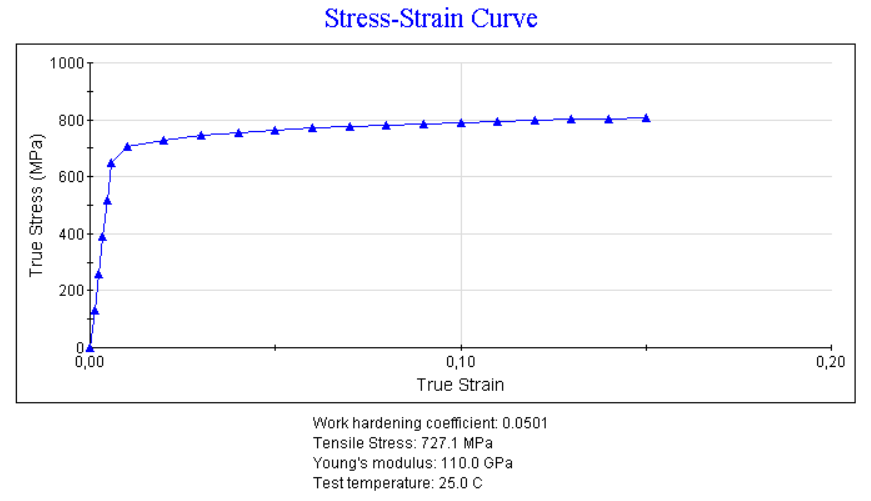 Stress-Strain Curve
1000
800
600
400
200
0
True Stress (MPa)
0,00
0,10
0,20
True Strain
Work hardening coefficient: 0.0501
Tensile Stress: 727.1 MPa
Young's modulus: 110.0 GPa
Test temperature: 25.0 C